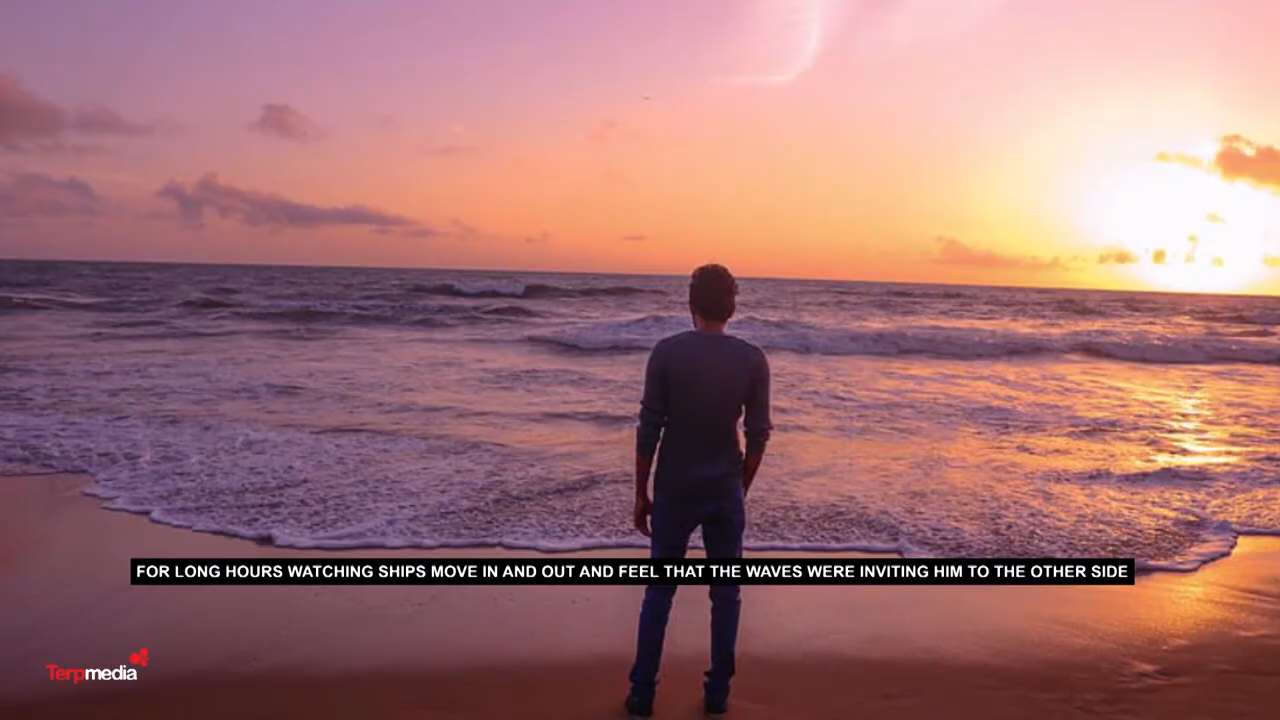 FOR LONG HOURS WATCHING SHIPS MOVE IN AND OUT AND FEEL THAT THE WAVES WERE INVITING HIM TO THE OTHER SIDE
Terpmedia